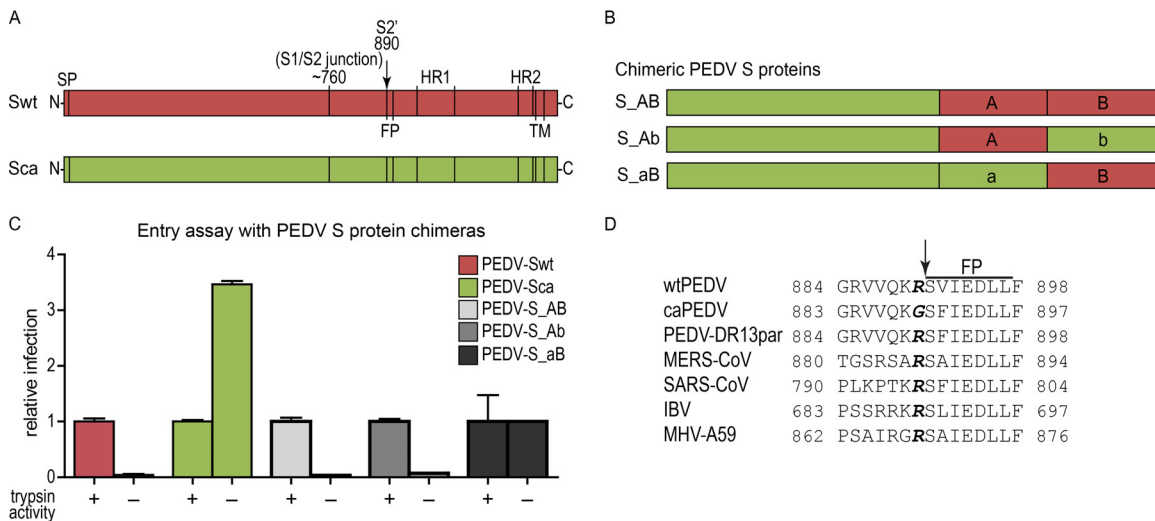 A
S2'
890
(S1/S2 junction)
~760
SP
HR1
HR2
Swt
N
C
FP
TM
Sca
N
C
B
Chimeric PEDV S proteins
S_AB
A
B
S_Ab
A
b
S_aB
a
B
C
Entry assay with PEDV S protein chimeras
relative infection
4
3
2
1
0
PEDV-Swt
PEDV-Sca
PEDV-S_AB
PEDV-S_Ab
PEDV-S_aB
trypsin activity
+ – + – + – + – + –
D
FP
wtPEDV 884 GRVVQKRSVIEDLLF 898
caPEDV 883 GRVVQKGSFIEDLLF 897
PEDV-DR13par 884 GRVVQKRSFIEDLLF 898
MERS-CoV 880 TGSRSARSAIEDLLF 894
SARS-CoV 790 PLKPTKRSFIEDLLF 804
IBV 683 PSSRRKRSLIEDLLF 697
MHV-A59 862 PSAIRGRSAIEDLLF 876